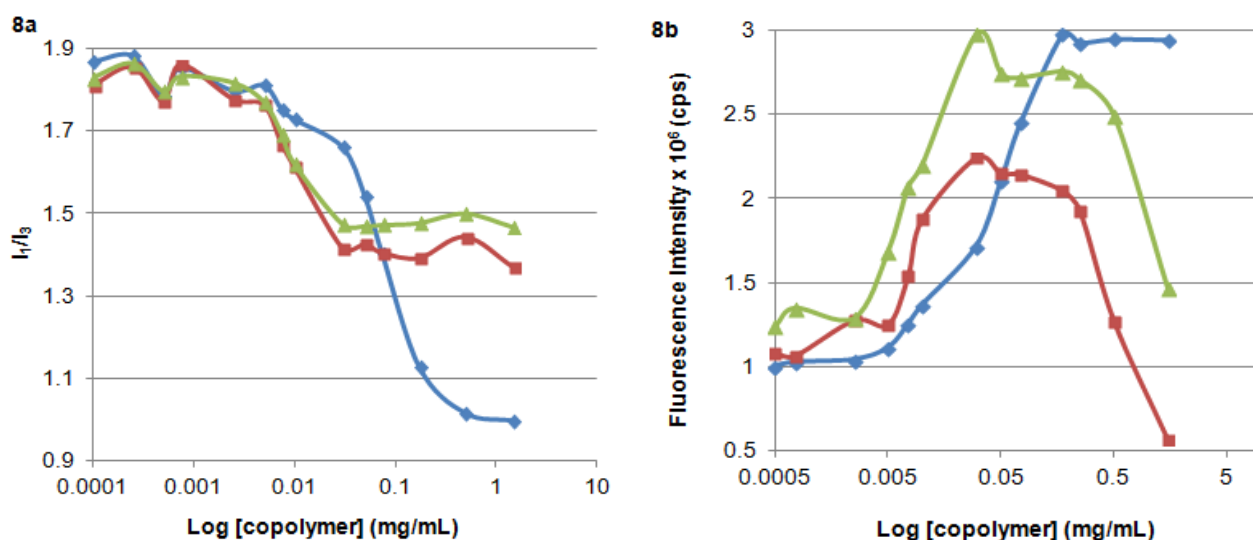 8a
1.9
1.7
1.5
1.3
1.1
0.9
I₁/I₃
0.0001 0.001 0.01 0.1 1 10
Log [copolymer] (mg/mL)
8b
3
2.5
2
1.5
1
0.5
Fluorescence Intensity x 10⁶ (cps)
0.0005 0.005 0.05 0.5 5
Log [copolymer] (mg/mL)